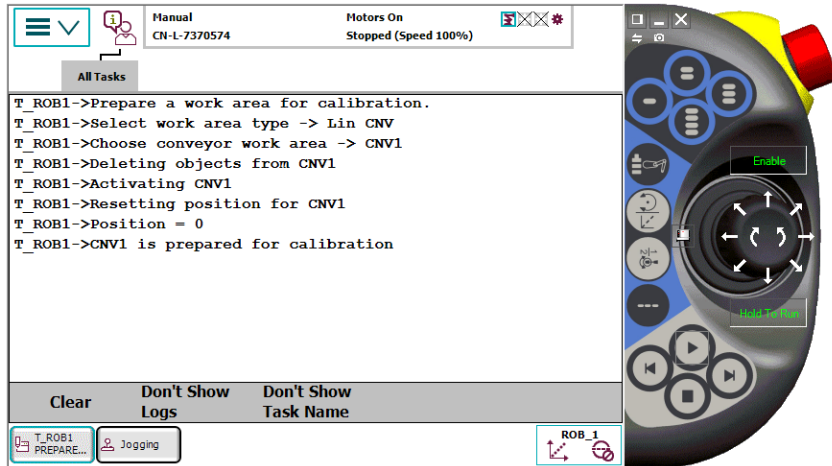 Manual
CN-L-7370574
Motors On
Stopped (Speed 100%)
All Tasks
T_ROB1->Prepare a work area for calibration.
T_ROB1->Select work area type -> Lin CNV
T_ROB1->Choose conveyor work area -> CNV1
T_ROB1->Deleting objects from CNV1
T_ROB1->Activating CNV1
T_ROB1->Resetting position for CNV1
T_ROB1->Position = 0
T_ROB1->CNV1 is prepared for calibration
Clear
Don't Show
Logs
Don't Show
Task Name
T_ROB1
PREPARE...
Jogging
ROB_1
Enable
Hold To Run